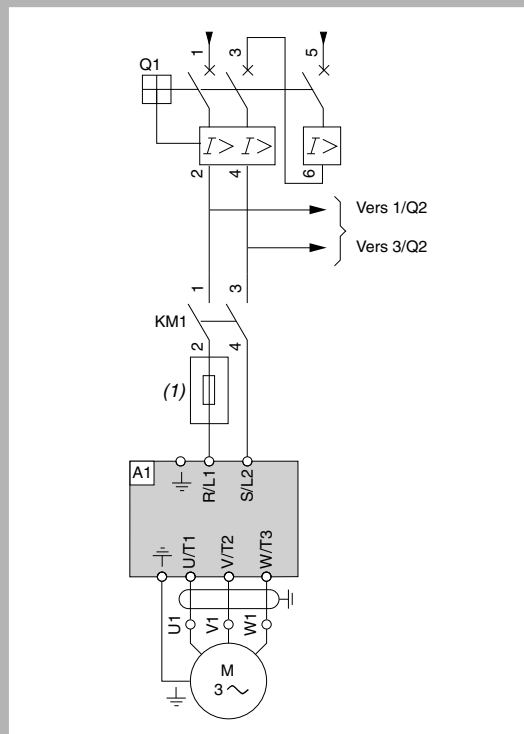 1
3
5
Q1
I> I> I>
2
4
6
Vers 1/Q2
Vers 3/Q2
1
3
KM1
2
4
(1)
A1
R/L1
S/L2
U/T1
V/T2
W/T3
U1
V1
W1
M
3